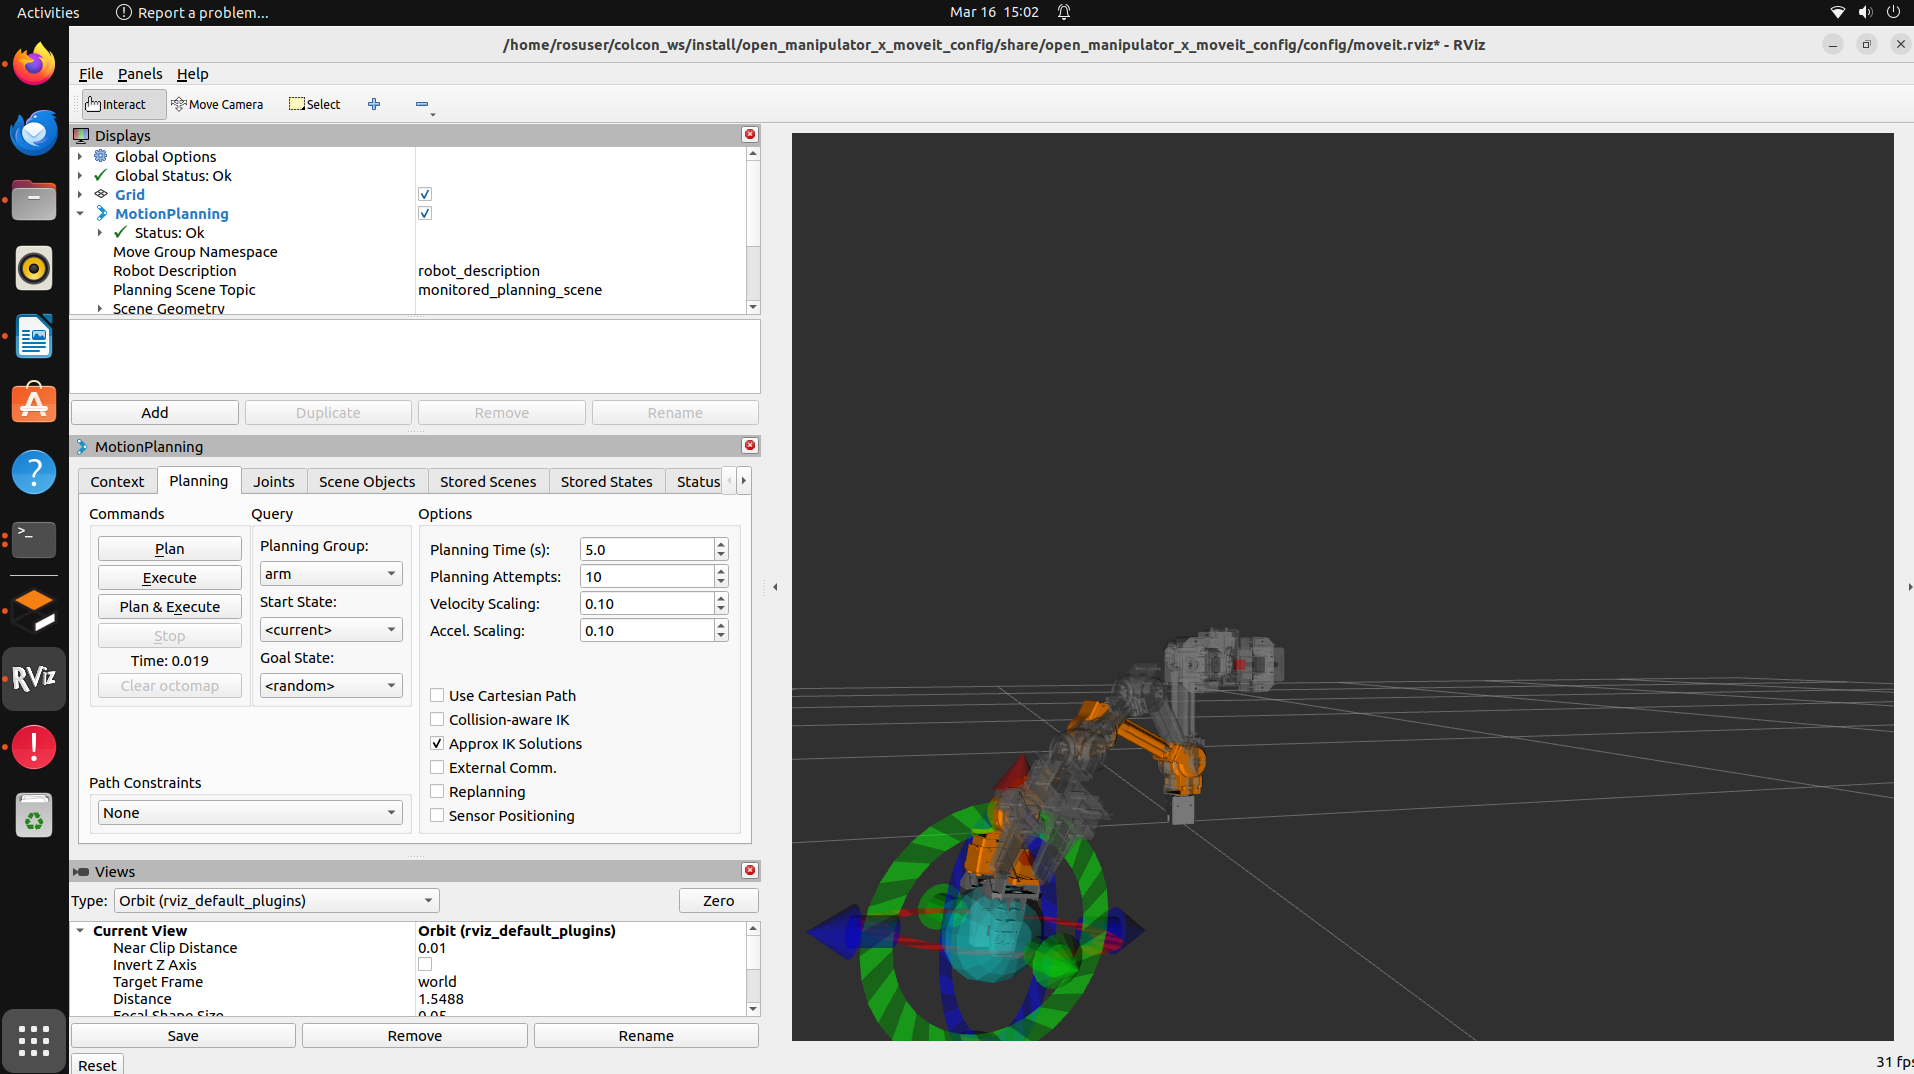 Activities
Report a problem...
Mar 16 15:02
/home/rosuser/colcon_ws/install/open_manipulator_x_moveit_config/share/open_manipulator_x_moveit_config/config/moveit.rviz* - RViz
File Panels Help
Interact Move Camera Select
Displays
Global Options
Global Status: Ok
Grid
MotionPlanning
Status: Ok
Move Group Namespace
Robot Description robot_description
Planning Scene Topic monitored_planning_scene
Scene Geometry
Add Duplicate Remove Rename
MotionPlanning
Context Planning Joints Scene Objects Stored Scenes Stored States Status
Commands Query Options
Plan
Execute
Plan & Execute
Stop
Time: 0.019
Clear octomap
Planning Group:
arm
Start State:
<current>
Goal State:
<random>
Planning Time (s): 5.0
Planning Attempts: 10
Velocity Scaling: 0.10
Accel. Scaling: 0.10
Use Cartesian Path
Collision-aware IK
Approx IK Solutions
External Comm.
Replanning
Sensor Positioning
Path Constraints
None
Views
Type: Orbit (rviz_default_plugins) Zero
Current View Orbit (rviz_default_plugins)
Near Clip Distance 0.01
Invert Z Axis
Target Frame world
Distance 1.5488
Focal Shape Size 0.05
Save Remove Rename
Reset
31 fps
RViz